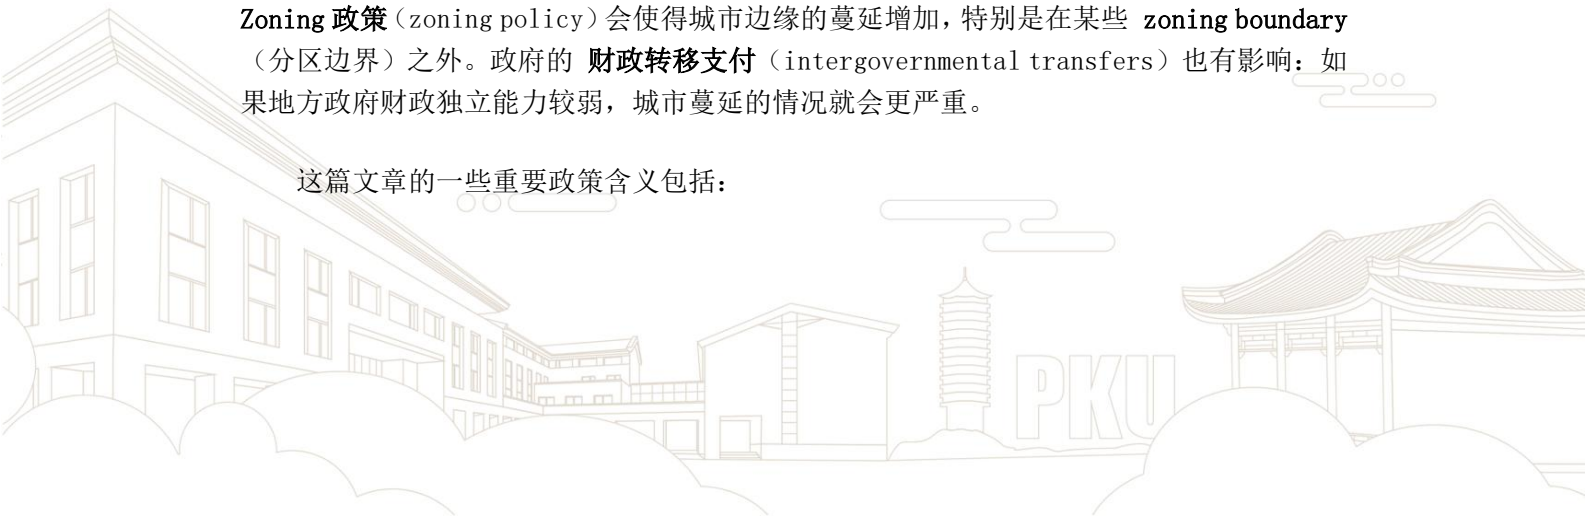 Zoning 政策（zoning policy）会使得城市边缘的蔓延增加，特别是在某些 zoning boundary
（分区边界）之外。政府的 财政转移支付（intergovernmental transfers）也有影响：如
果地方政府财政独立能力较弱，城市蔓延的情况就会更严重。
这篇文章的一些重要政策含义包括：
PKU